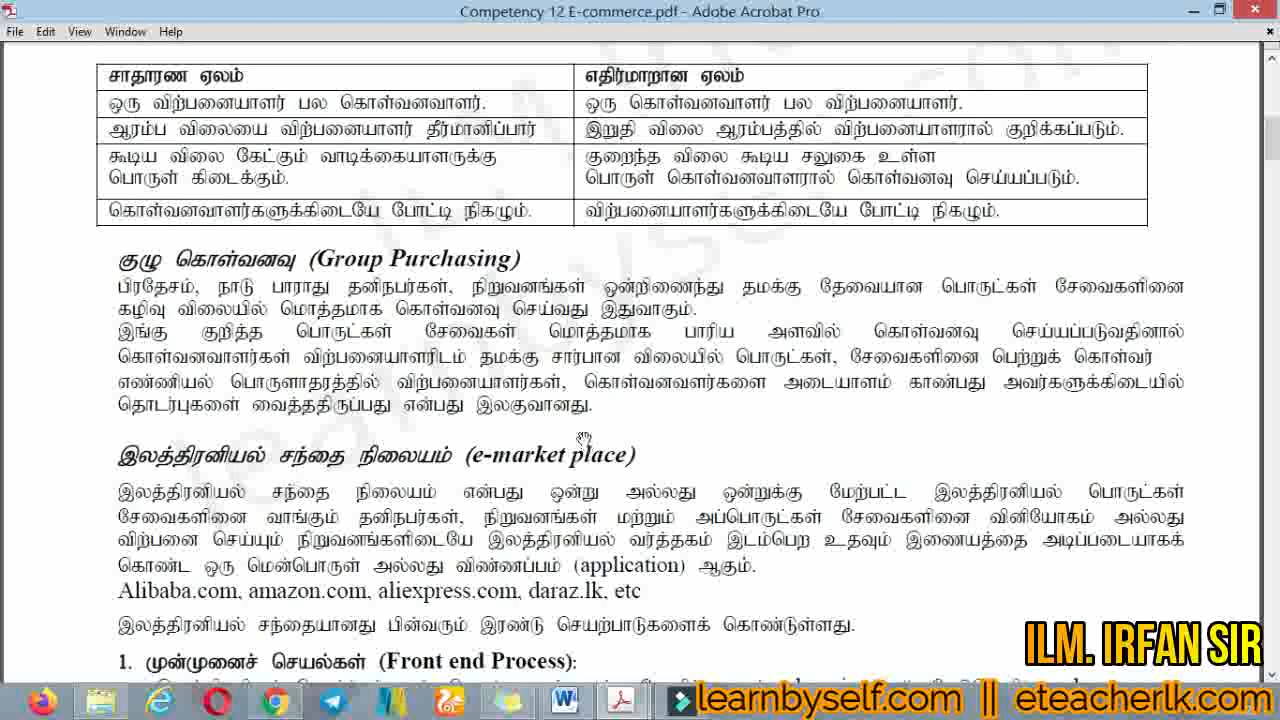 Competency 12 E-commerce.pdf - Adobe Acrobat Pro
File Edit View Window Help
சாதாரண ஏலம் எதிர்மாறான ஏலம்
ஒரு விற்பனையாளர் பல கொள்வனவாளர். ஒரு கொள்வனவாளர் பல விற்பனையாளர்.
ஆரம்ப விலையை விற்பனையாளர் தீர்மானிப்பார் இறுதி விலை ஆரம்பத்தில் விற்பனையாளரால் குறிக்கப்படும்.
கூடிய விலை கேட்கும் வாடிக்கையாளருக்கு குறைந்த விலை கூடிய சலுகை உள்ள
பொருள் கிடைக்கும். பொருள் கொள்வனவாளரால் கொள்வனவு செய்யப்படும்.
கொள்வனவாளர்களுக்கிடையே போட்டி நிகழும். விற்பனையாளர்களுக்கிடையே போட்டி நிகழும்.
குழு கொள்வனவு (Group Purchasing)
பிரதேசம், நாடு பாராது தனிநபர்கள், நிறுவனங்கள் ஒன்றிணைந்து தமக்கு தேவையான பொருட்கள் சேவைகளினை
கழிவு விலையில் மொத்தமாக கொள்வனவு செய்வது இதுவாகும்.
இங்கு குறித்த பொருட்கள் சேவைகள் மொத்தமாக பாரிய அளவில் கொள்வனவு செய்யப்படுவதினால்
கொள்வனவாளர்கள் விற்பனையாளரிடம் தமக்கு சார்பான விலையில் பொருட்கள், சேவைகளினை பெற்றுக் கொள்வர்
எண்ணியல் பொருளாதரத்தில் விற்பனையாளர்கள், கொள்வனவளர்களை அடையாளம் காண்பது அவர்களுக்கிடையில்
தொடர்புகளை வைத்ததிருப்பது என்பது இலகுவானது.
இலத்திரனியல் சந்தை நிலையம் (e-market place)
இலத்திரனியல் சந்தை நிலையம் என்பது ஒன்று அல்லது ஒன்றுக்கு மேற்பட்ட இலத்திரனியல் பொருட்கள்
சேவைகளினை வாங்கும் தனிநபர்கள், நிறுவனங்கள் மற்றும் அப்பொருட்கள் சேவைகளினை வினியோகம் அல்லது
விற்பனை செய்யும் நிறுவனங்களிடையே இலத்திரனியல் வர்த்தகம் இடம்பெற உதவும் இணையத்தை அடிப்படையாகக்
கொண்ட ஒரு மென்பொருள் அல்லது விண்ணப்பம் (application) ஆகும்.
Alibaba.com, amazon.com, aliexpress.com, daraz.lk, etc
இலத்திரனியல் சந்தையானது பின்வரும் இரண்டு செயற்பாடுகளைக் கொண்டுள்ளது.
1. முன்முனைச் செயல்கள் (Front end Process):
ILM. IRFAN SIR
learnbyself.com || eteacherlk.com